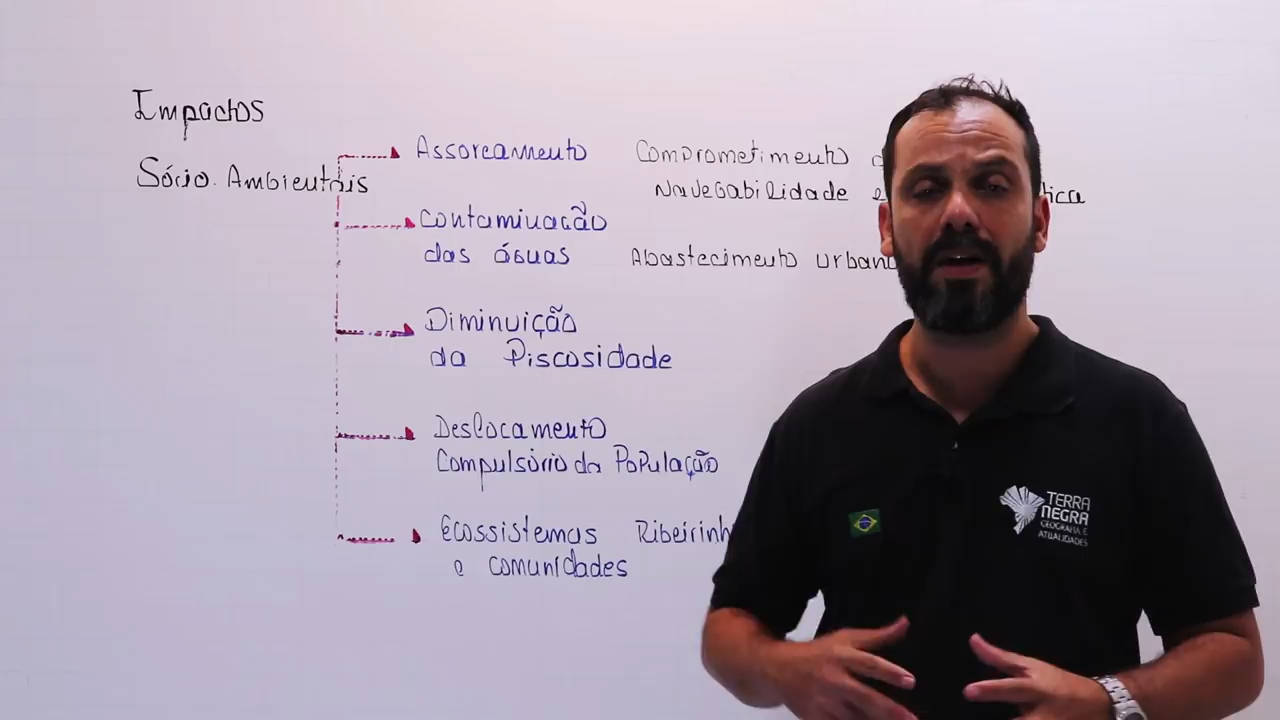 Impactos
Sócio. Ambientais
Assoreamento
Comprometimento
Navegabilidade e
Contaminação
das águas
Abastecimento urbano
Diminuição
da Piscosidade
Deslocamento
Compulsório da População
Ecossistemas Ribeirinh
e comunidades
TERRA
NEGRA
GEOGRAFIA E
ATUALIDADES